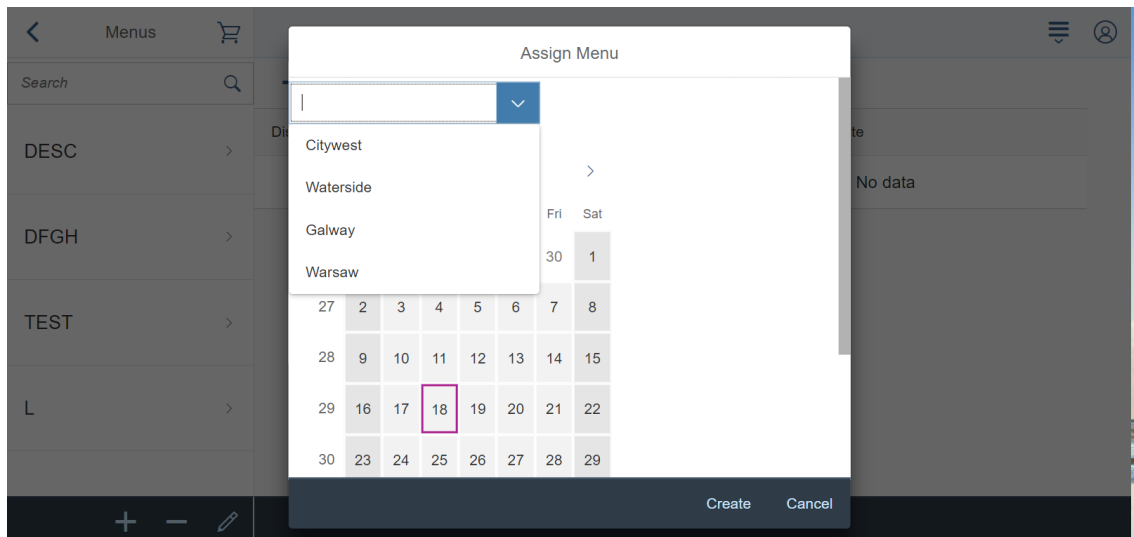 Menus
Assign Menu
Search
Citywest
Waterside
Galway
Warsaw
DESC
DFGH
TEST
L
No data
Fri Sat
30 1
27 2 3 4 5 6 7 8
28 9 10 11 12 13 14 15
29 16 17 18 19 20 21 22
30 23 24 25 26 27 28 29
Create Cancel